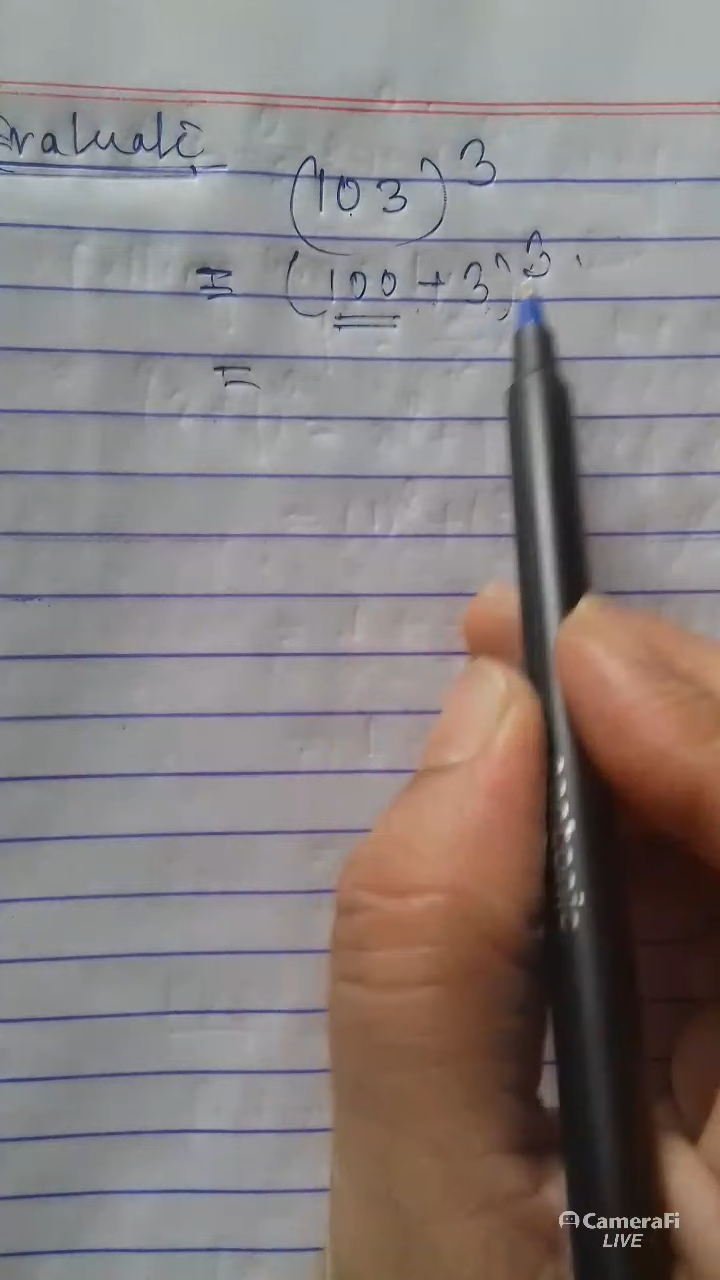 Evaluate
(103)^3
= (100 + 3)^3.
=
CameraFi
LIVE